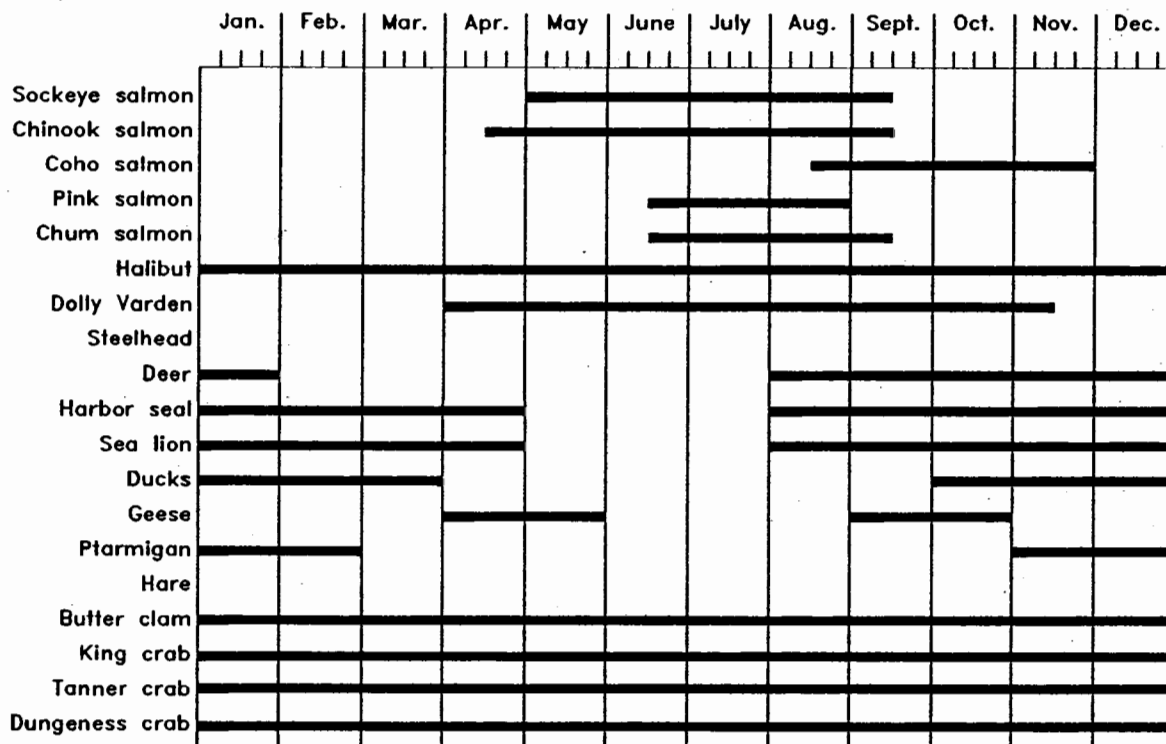 Jan. Feb. Mar. Apr. May June July Aug. Sept. Oct. Nov. Dec.
Sockeye salmon
Chinook salmon
Coho salmon
Pink salmon
Chum salmon
Halibut
Dolly Varden
Steelhead
Deer
Harbor seal
Sea lion
Ducks
Geese
Ptarmigan
Hare
Butter clam
King crab
Tanner crab
Dungeness crab